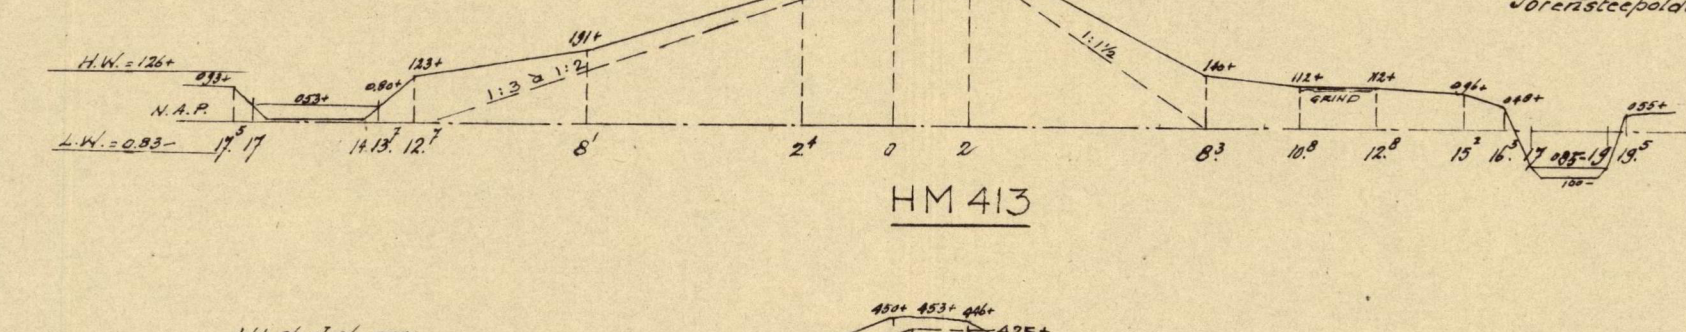 Jorensteepold
191+
1:1½
H.W. = 126+
123+
140+
093+
0.80+
1:3 à 1:2
112+ 112+
096+
053+
GRIND
048+
055+
N.A.P.
L.W. = 0.83-
17.5 17 14 13.7 12.7 8.1 2.4 0 2 8.3 10.8 12.8 15.2 16.5 17 085- 19 19.5
100-
HM 413
450+ 453+ 446+
425+